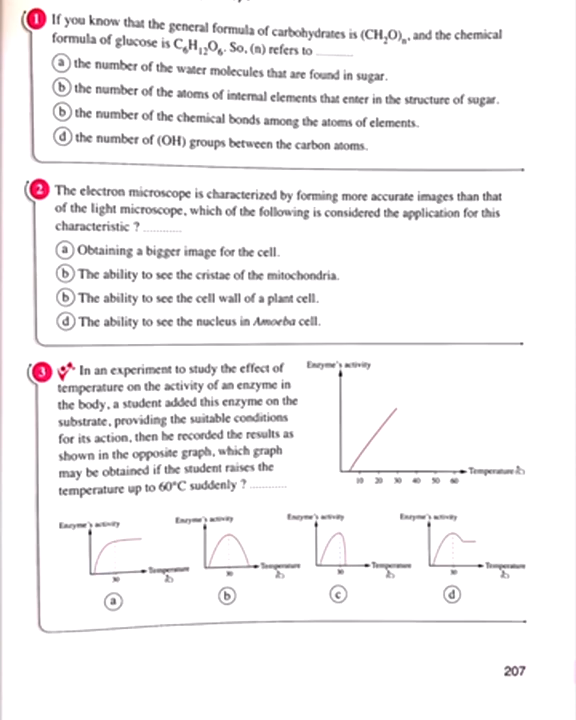 1 If you know that the general formula of carbohydrates is (CH₂O)ₙ, and the chemical
formula of glucose is C₆H₁₂O₆. So, (n) refers to ............
a the number of the water molecules that are found in sugar.
b the number of the atoms of internal elements that enter in the structure of sugar.
b the number of the chemical bonds among the atoms of elements.
d the number of (OH) groups between the carbon atoms.
2 The electron microscope is characterized by forming more accurate images than that
of the light microscope, which of the following is considered the application for this
characteristic ? ............
a Obtaining a bigger image for the cell.
b The ability to see the cristae of the mitochondria.
b The ability to see the cell wall of a plant cell.
d The ability to see the nucleus in Amoeba cell.
3 In an experiment to study the effect of
temperature on the activity of an enzyme in
the body, a student added this enzyme on the
substrate, providing the suitable conditions
for its action, then he recorded the results as
shown in the opposite graph, which graph
may be obtained if the student raises the
temperature up to 60°C suddenly ? ............
Enzyme's activity
Temperature
10 20 30 40 50 60
Enzyme's activity
Temperature
a
Enzyme's activity
Temperature
b
Enzyme's activity
Temperature
c
Enzyme's activity
Temperature
d
207